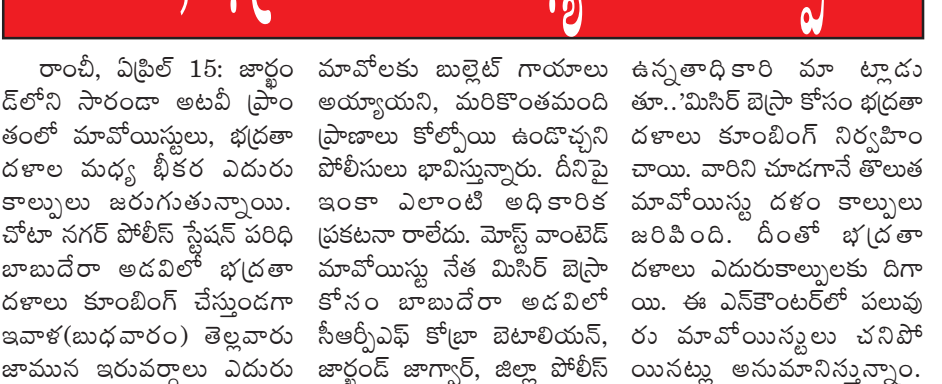 రాంచీ, ఏప్రిల్ 15: జార్ఖం
డ్‌లోని సారండా అటవీ ప్రాం
తంలో మావోయిస్టులు, భద్రతా
దళాల మధ్య భీకర ఎదురు
కాల్పులు జరుగుతున్నాయి.
చోటా నగర్ పోలీస్ స్టేషన్ పరిధి
బాబుదేరా అడవిలో భద్రతా
దళాలు కూంబింగ్ చేస్తుండగా
ఇవాళ(బుధవారం) తెల్లవారు
జామున ఇరువర్గాలు ఎదురు
మావోలకు బుల్లెట్ గాయాలు
అయ్యాయని, మరికొంతమంది
ప్రాణాలు కోల్పోయి ఉండొచ్చని
పోలీసులు భావిస్తున్నారు. దీనిపై
ఇంకా ఎలాంటి అధికారిక
ప్రకటనా రాలేదు. మోస్ట్ వాంటెడ్
మావోయిస్టు నేత మిసిర్ బెస్రా
కోసం బాబుదేరా అడవిలో
సీఆర్పీఎఫ్ కోబ్రా బెటాలియన్,
జార్ఖండ్ జాగ్వార్, జిల్లా పోలీస్
ఉన్నతాధికారి మా ట్లాడు
తూ..'మిసిర్ బెస్రా కోసం భద్రతా
దళాలు కూంబింగ్ నిర్వహిం
చాయి. వారిని చూడగానే తొలుత
మావోయిస్టు దళం కాల్పులు
జరిపింది. దీంతో భద్రతా
దళాలు ఎదురుకాల్పులకు దిగా
యి. ఈ ఎన్‌కౌంటర్‌లో పలువు
రు మావోయిస్టులు చనిపో
యినట్లు అనుమానిస్తున్నాం.